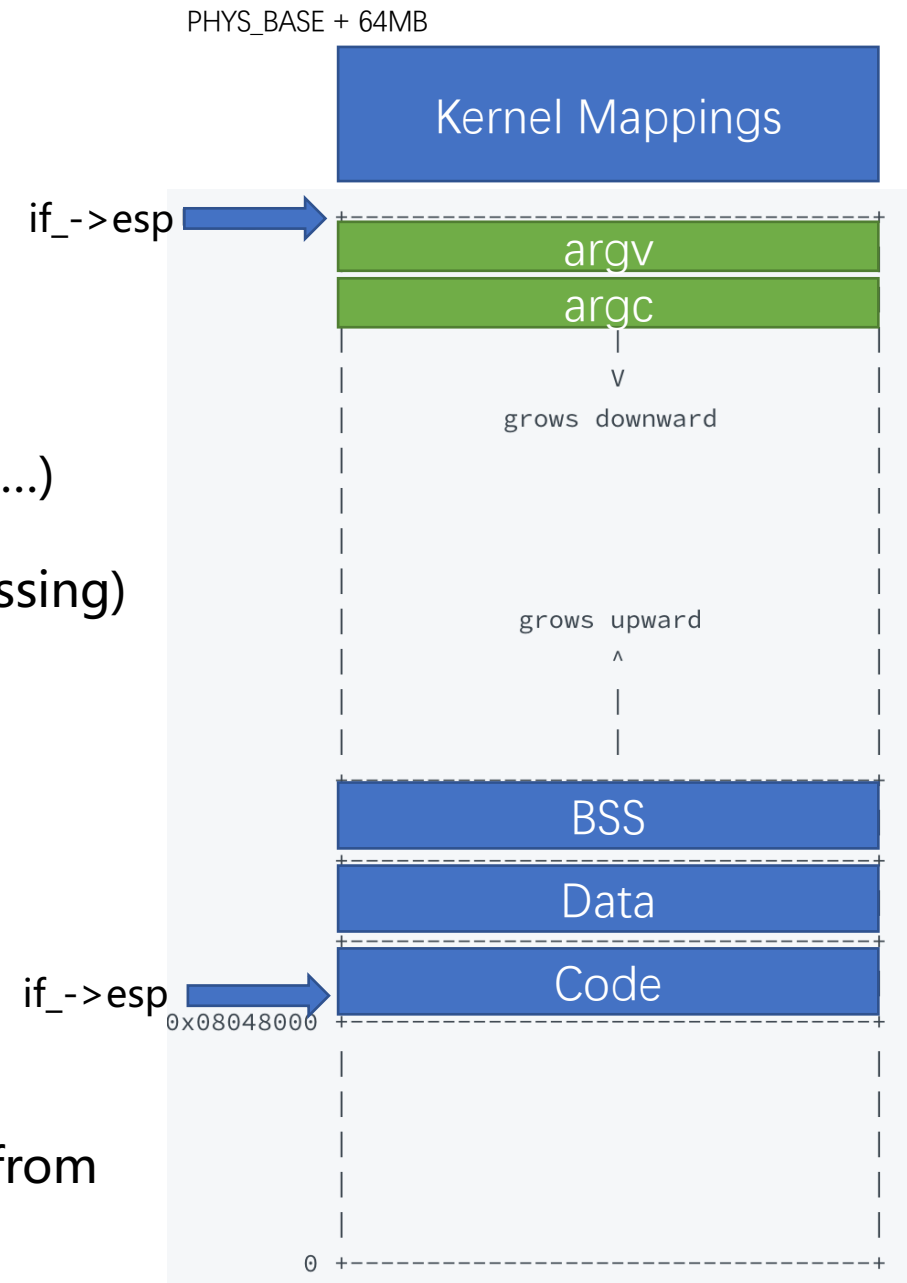 PHYS_BASE + 64MB
Kernel Mappings
if_->esp
argv
argc
V
grows downward
...)
ssing)
grows upward
^
BSS
Data
Code
if_->esp
0x08048000
from
0